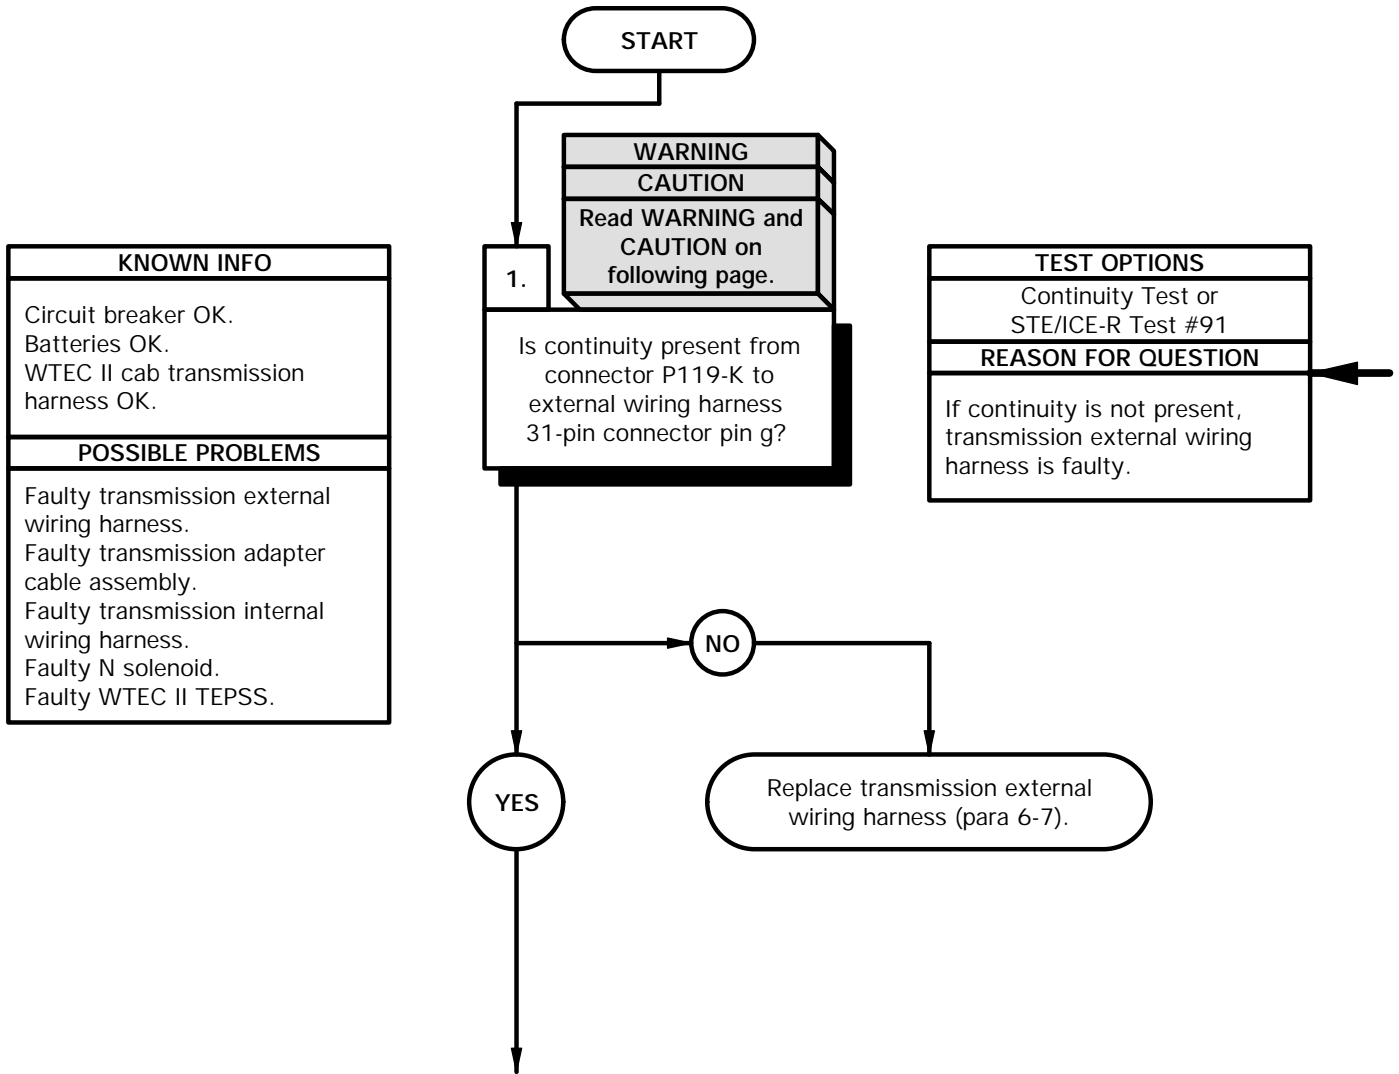 START
WARNING
CAUTION
Read WARNING and
CAUTION on
following page.
KNOWN INFO
Circuit breaker OK.
Batteries OK.
WTEC II cab transmission
harness OK.
POSSIBLE PROBLEMS
Faulty transmission external
wiring harness.
Faulty transmission adapter
cable assembly.
Faulty transmission internal
wiring harness.
Faulty N solenoid.
Faulty WTEC II TEPSS.
1.
Is continuity present from
connector P119-K to
external wiring harness
31-pin connector pin g?
TEST OPTIONS
Continuity Test or
STE/ICE-R Test #91
REASON FOR QUESTION
If continuity is not present,
transmission external wiring
harness is faulty.
NO
YES
Replace transmission external
wiring harness (para 6-7).